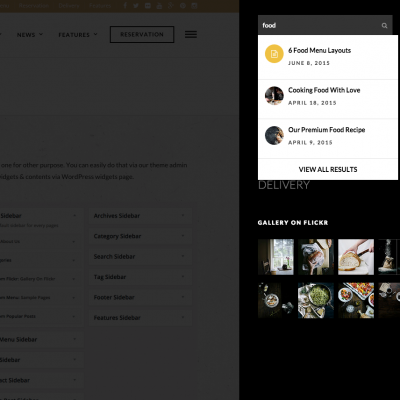 NEWS
FEATURES
RESERVATION
one for other purpose. You can easily do that via our theme admin
widgets & contents via WordPress widgets page.
Sidebar
Archives Sidebar
Category Sidebar
Search Sidebar
Tag Sidebar
Footer Sidebar
Features Sidebar
Menu Sidebar
Sidebar
Sidebar
Sidebar
food
6 Food Menu Layouts
JUNE 8, 2015
Cooking Food With Love
APRIL 18, 2015
Our Premium Food Recipe
APRIL 9, 2015
VIEW ALL RESULTS
DELIVERY
GALLERY ON FLICKR